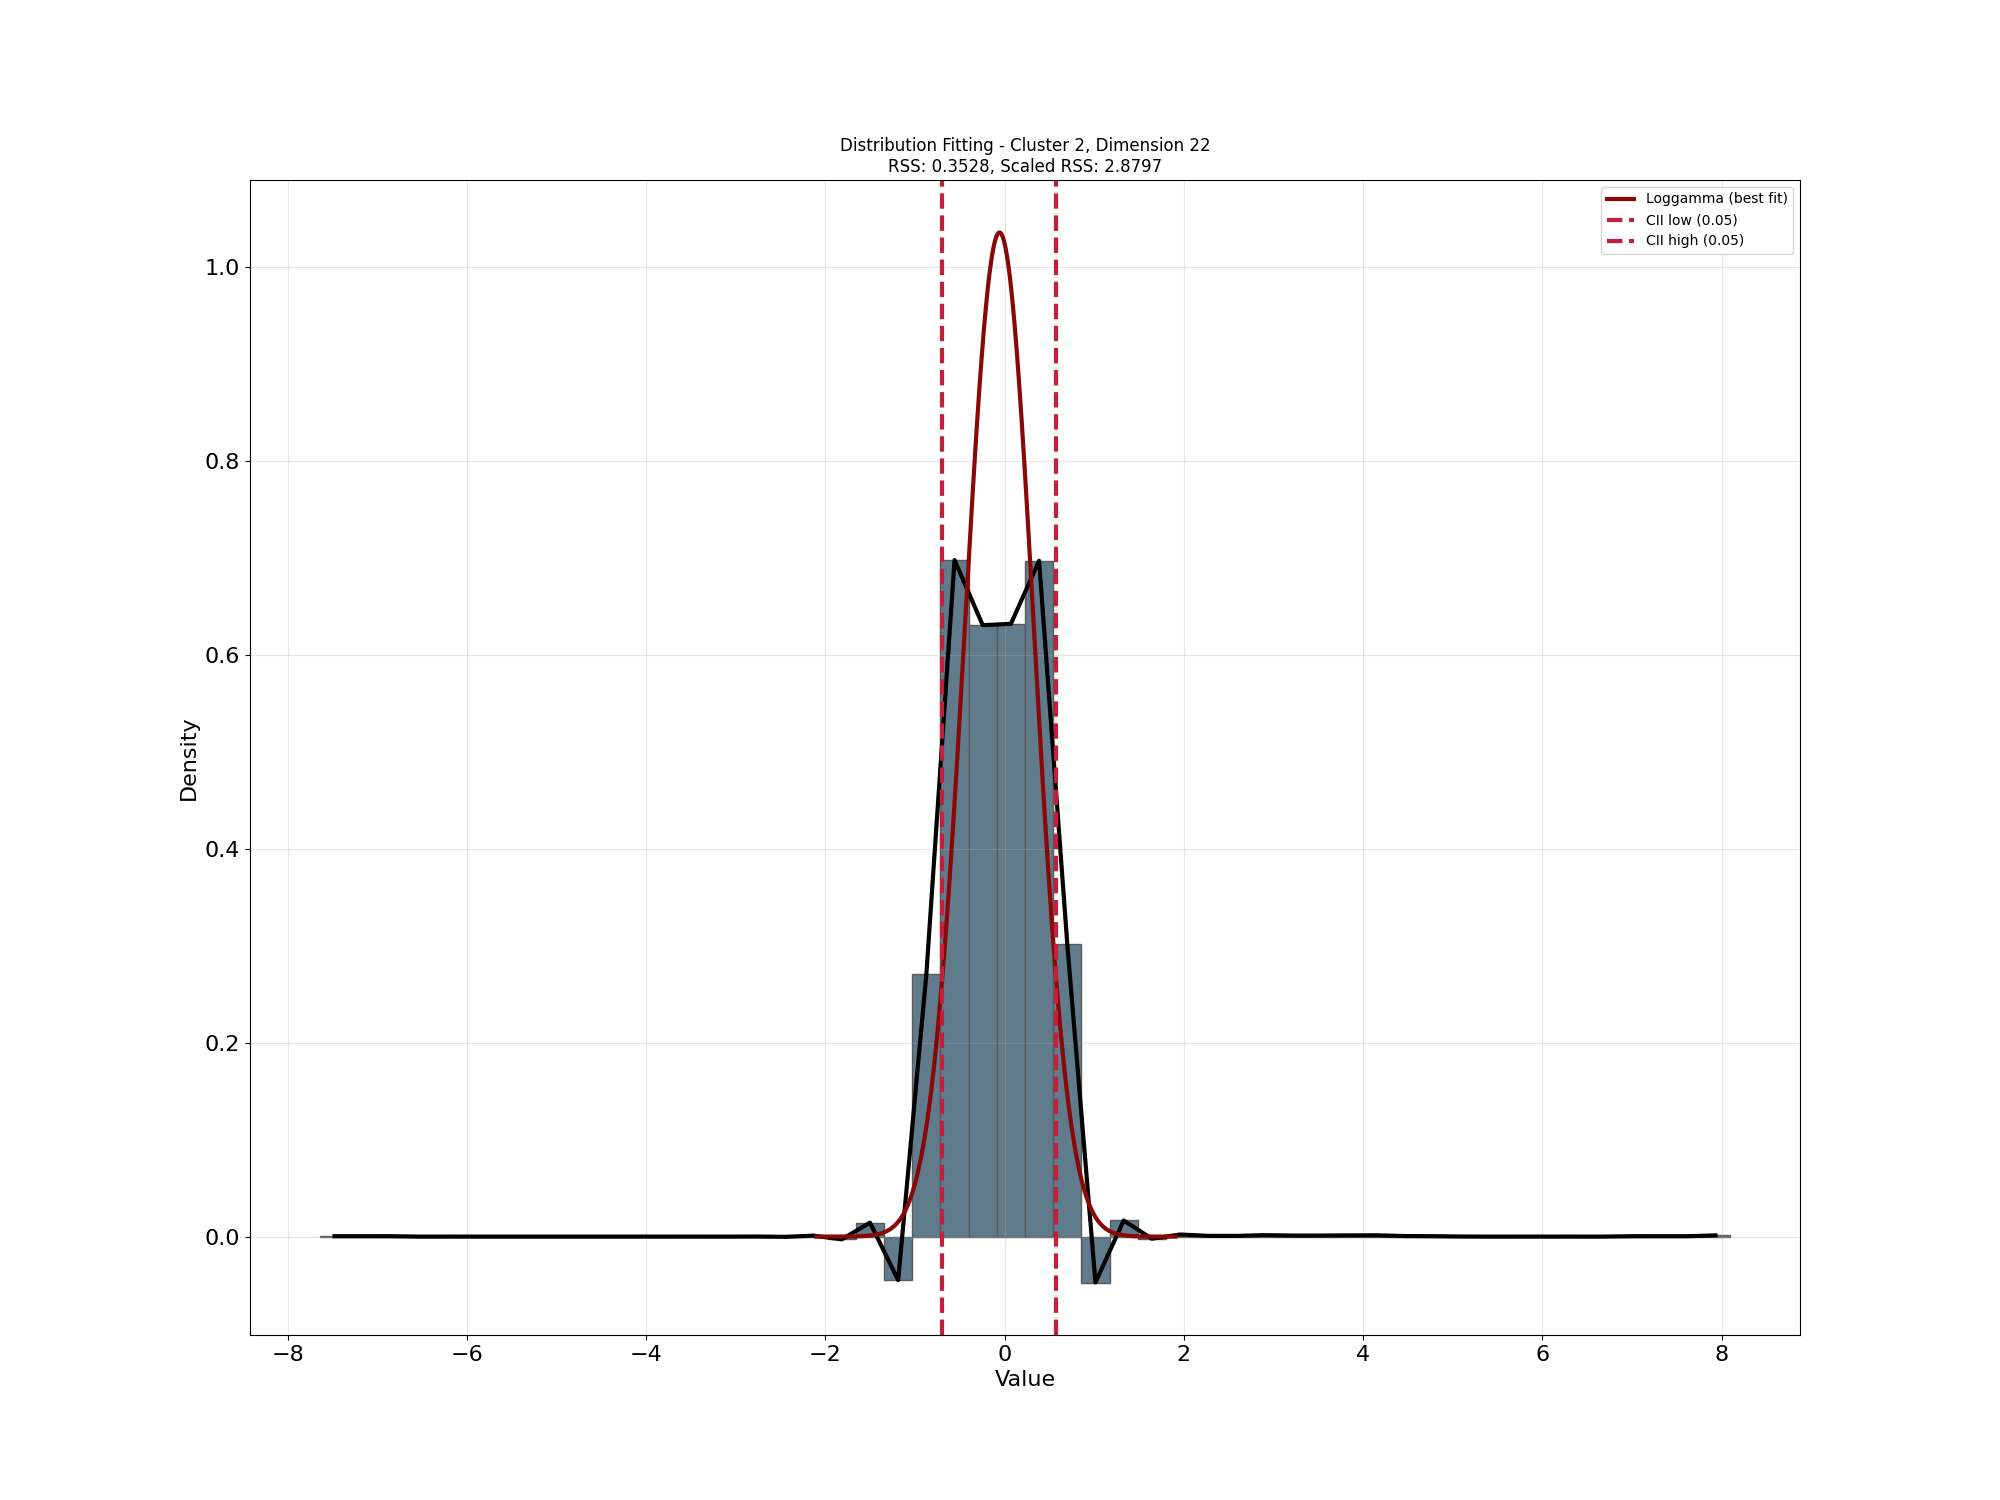 Distribution Fitting - Cluster 2, Dimension 22
RSS: 0.3528, Scaled RSS: 2.8797
Loggamma (best fit)
CII low (0.05)
CII high (0.05)
1.0
0.8
0.6
0.4
0.2
0.0
Density
−8 −6 −4 −2 0 2 4 6 8
Value